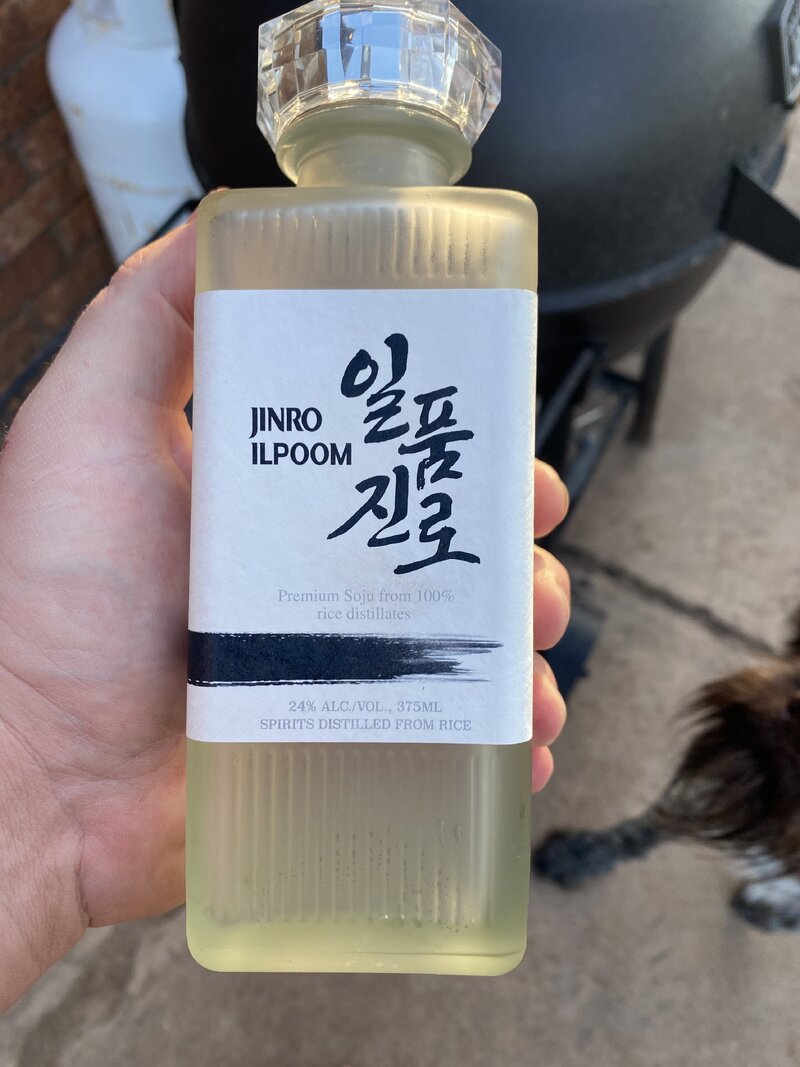 JINRO
ILPOOM
일품
진로
Premium Soju from 100%
rice distillates
24% ALC./VOL., 375ML
SPIRITS DISTILLED FROM RICE